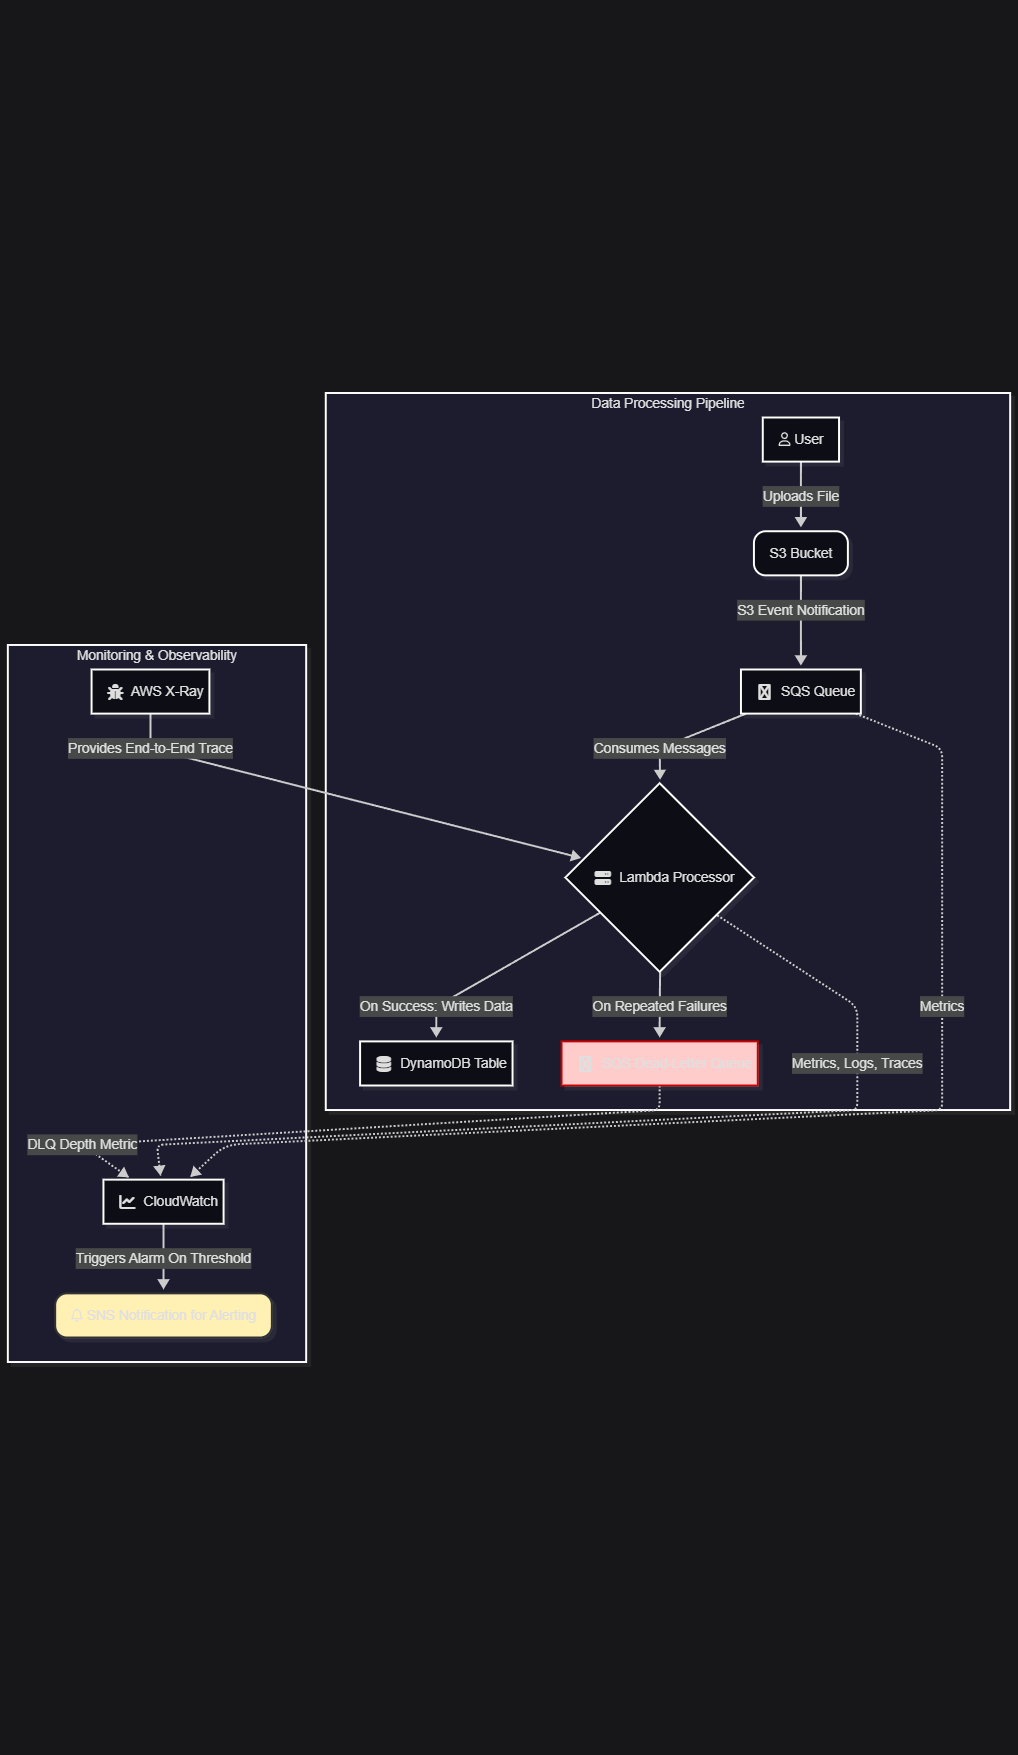 Data Processing Pipeline
User
Uploads File
S3 Bucket
S3 Event Notification
Monitoring & Observability
AWS X-Ray
SQS Queue
Provides End-to-End Trace
Consumes Messages
Lambda Processor
On Success: Writes Data
On Repeated Failures
Metrics
DynamoDB Table
SQS Dead-Letter Queue
Metrics, Logs, Traces
DLQ Depth Metric
CloudWatch
Triggers Alarm On Threshold
SNS Notification for Alerting